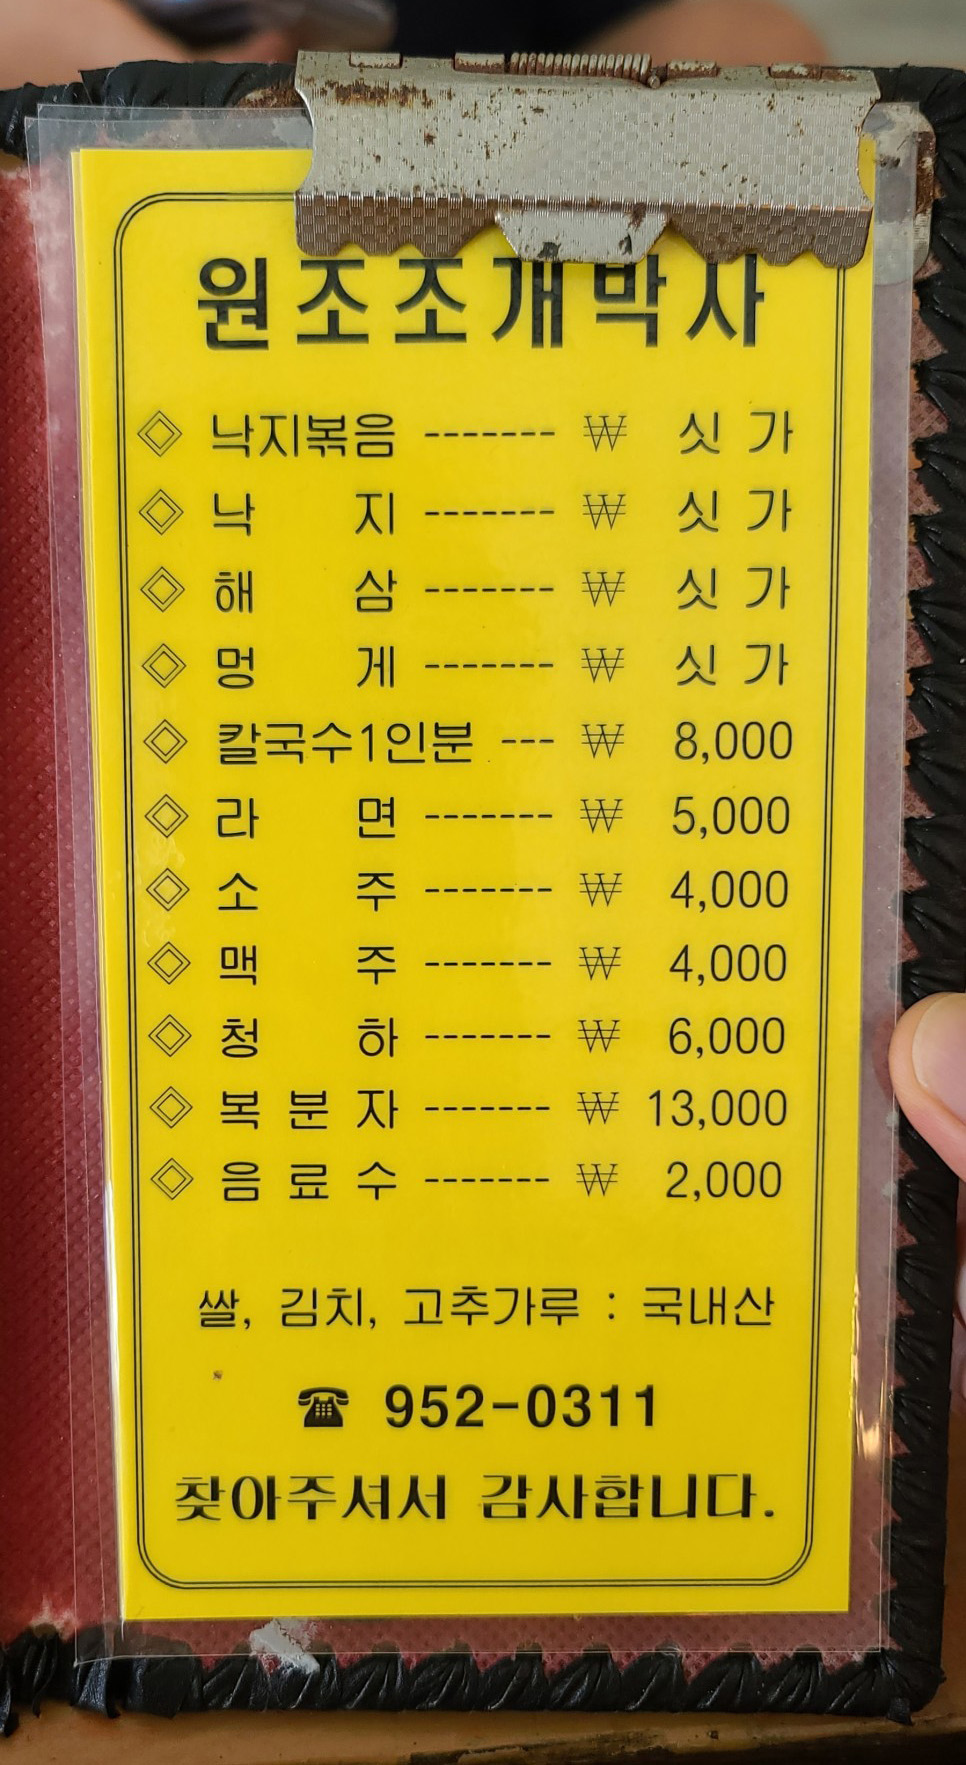 원조조개박사
◇ 낙지볶음 ------- ₩ 싯 가
◇ 낙 지 ------- ₩ 싯 가
◇ 해 삼 ------- ₩ 싯 가
◇ 멍 게 ------- ₩ 싯 가
◇ 칼국수1인분 --- ₩ 8,000
◇ 라 면 ------- ₩ 5,000
◇ 소 주 ------- ₩ 4,000
◇ 맥 주 ------- ₩ 4,000
◇ 청 하 ------- ₩ 6,000
◇ 복 분 자 ------- ₩ 13,000
◇ 음 료 수 ------- ₩ 2,000
쌀, 김치, 고추가루 : 국내산
☎ 952-0311
찾아주셔서 감사합니다.